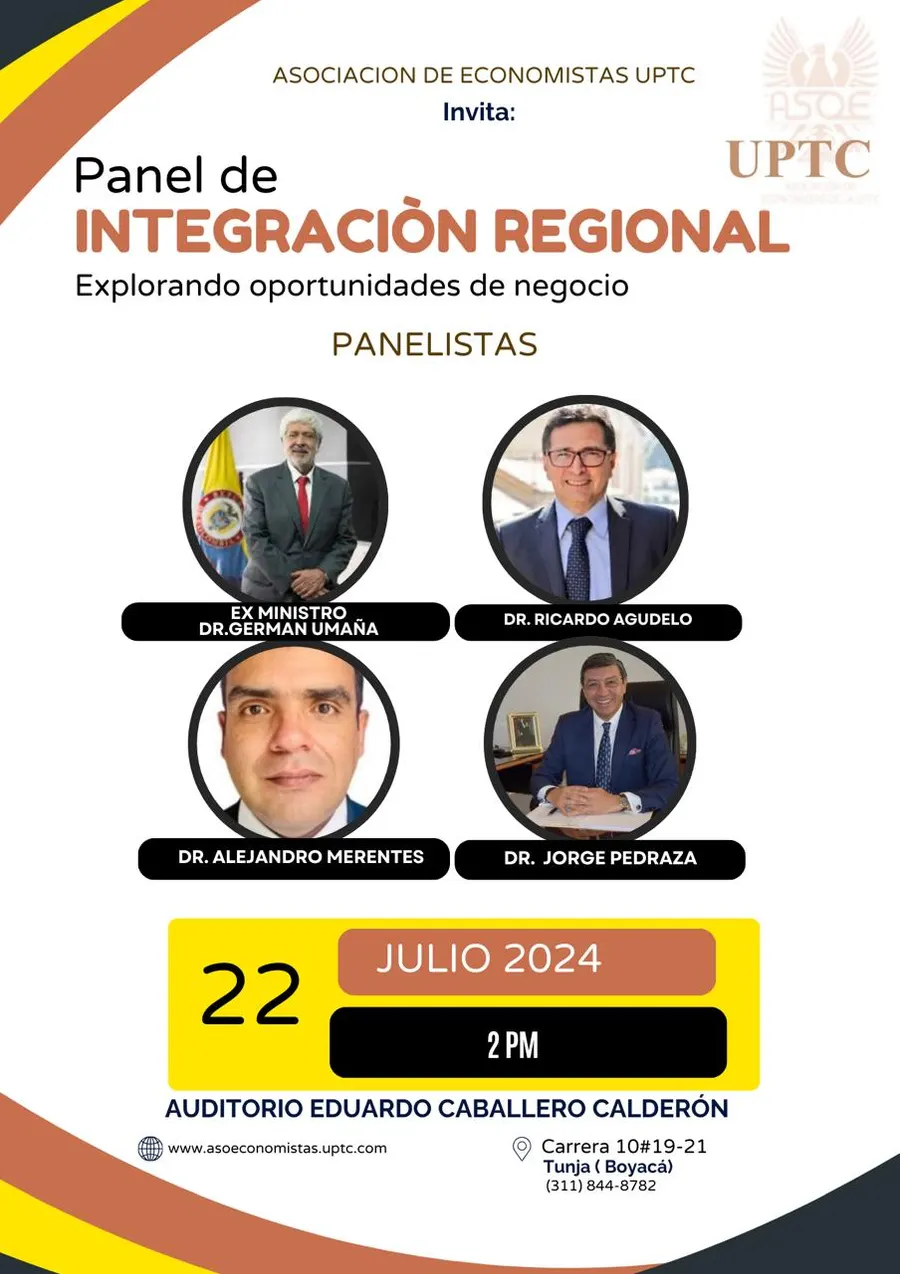 ASOCIACION DE ECONOMISTAS UPTC
Invita:
ASOE
UPTC
Panel de
INTEGRACIÒN REGIONAL
Explorando oportunidades de negocio
PANELISTAS
EX MINISTRO
DR.GERMAN UMAÑA
DR. RICARDO AGUDELO
DR. ALEJANDRO MERENTES
DR. JORGE PEDRAZA
22
JULIO 2024
2 PM
AUDITORIO EDUARDO CABALLERO CALDERÓN
www.asoeconomistas.uptc.com
Carrera 10#19-21
Tunja ( Boyacá)
(311) 844-8782